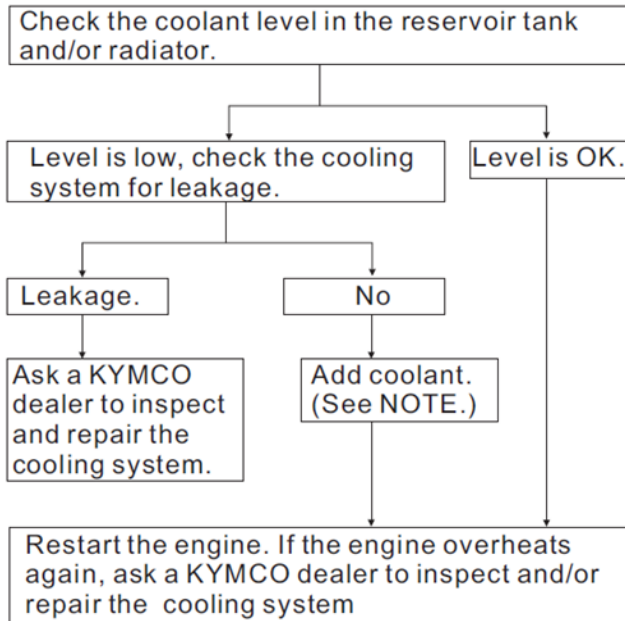 Check the coolant level in the reservoir tank
and/or radiator.
Level is low, check the cooling
system for leakage.
Level is OK.
Leakage.
No
Ask a KYMCO
dealer to inspect
and repair the
cooling system.
Add coolant.
(See NOTE.)
Restart the engine. If the engine overheats
again, ask a KYMCO dealer to inspect and/or
repair the cooling system